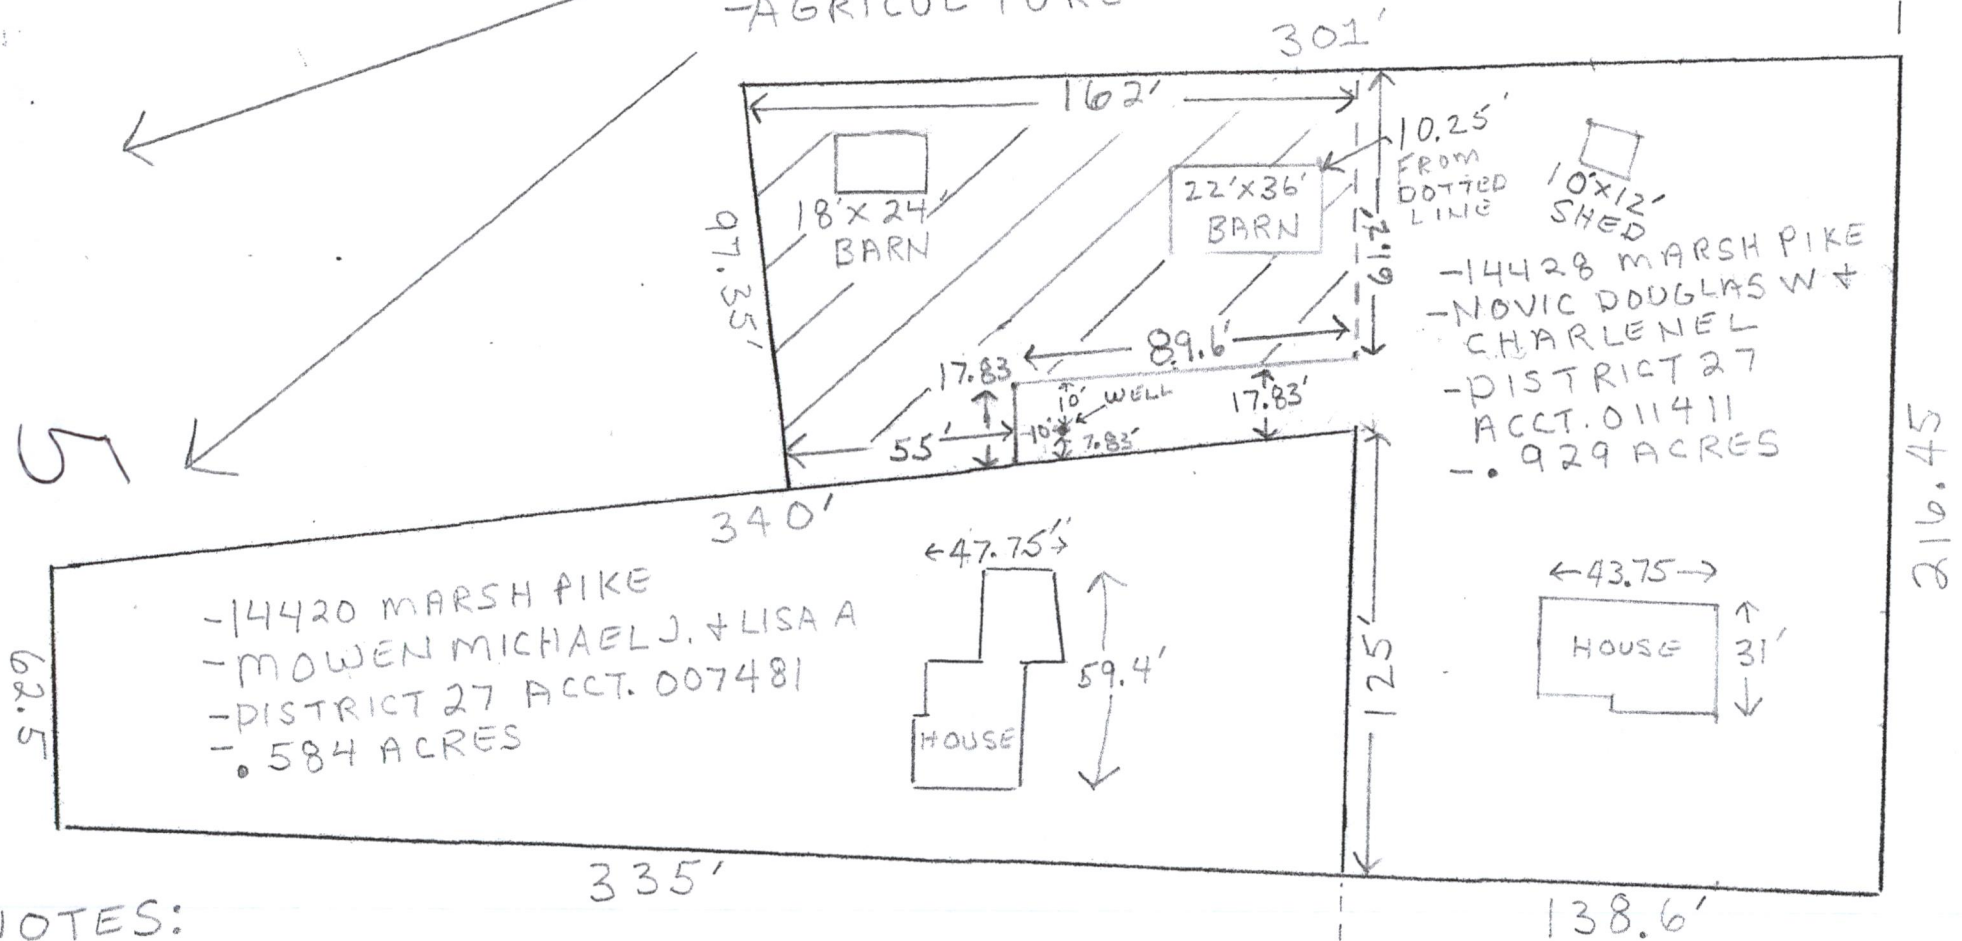 -AGRICULTURE
301'
162'
10.25'
FROM
DOTTED
LINE
22'X36'
BARN
18'X 24'
BARN
10'X12'
SHED
97.35'
61.2'
-14428 MARSH PIKE
-NOVIC DOUGLAS W &
CHARLENE L
-DISTRICT 27
ACCT. 011411
-.929 ACRES
89.6'
17.83
10'
WELL
17.83'
10'
7.83'
55'
5
216.45
340'
47.75'
-14420 MARSH PIKE
-MOWEN MICHAEL J. & LISA A
-DISTRICT 27 ACCT. 007481
-.584 ACRES
59.4'
HOUSE
125'
43.75
HOUSE
31'
62.5
335'
138.6'
NOTES: